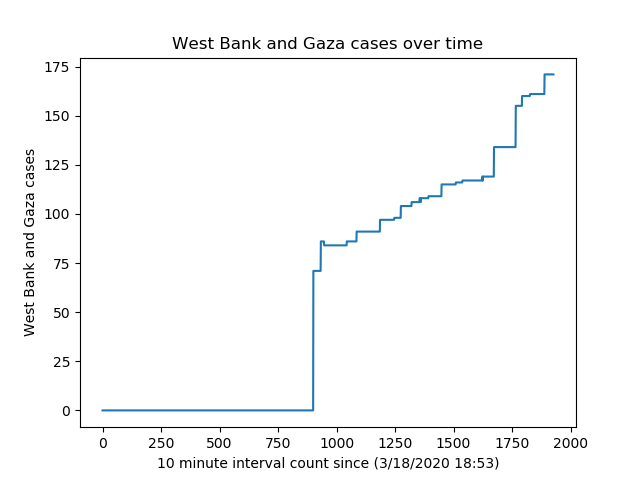 West Bank and Gaza cases over time
West Bank and Gaza cases
175
150
125
100
75
50
25
0
0 250 500 750 1000 1250 1500 1750 2000
10 minute interval count since (3/18/2020 18:53)